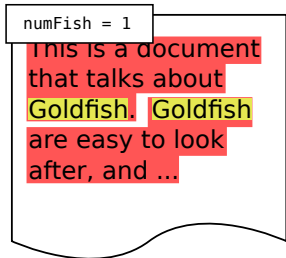 numFish = 1
This is a document
that talks about
Goldfish. Goldfish
are easy to look
after, and ...